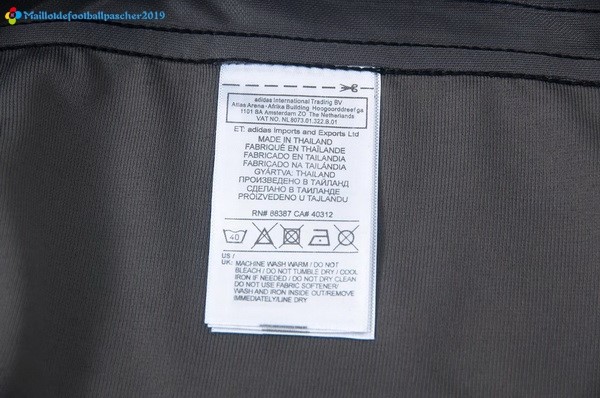 Mailloldefootballpascher2019
adidas International Trading BV
Atlas Arena - Afrika Building Hoogoorddreef 9a
1101 BA Amsterdam ZO The Netherlands
VAT NO. NL8073.01.322.B.01
ET: adidas Imports and Exports Ltd
MADE IN THAILAND
FABRIQUÉ EN THAÏLANDE
FABRICADO EN TAILANDIA
FABRICADO NA TAILÂNDIA
GYÁRTVA: THAILAND
ПРОИЗВЕДЕНО В ТАЙЛАНД
СДЕЛАНО В ТАИЛАНДЕ
PROIZVEDENO U TAJLANDU
RN# 88387 CA# 40312
40
US /
UK: MACHINE WASH WARM / DO NOT
BLEACH / DO NOT TUMBLE DRY / COOL
IRON IF NEEDED / DO NOT DRY CLEAN
DO NOT USE FABRIC SOFTENER/
WASH AND IRON INSIDE OUT/REMOVE
IMMEDIATELY/LINE DRY